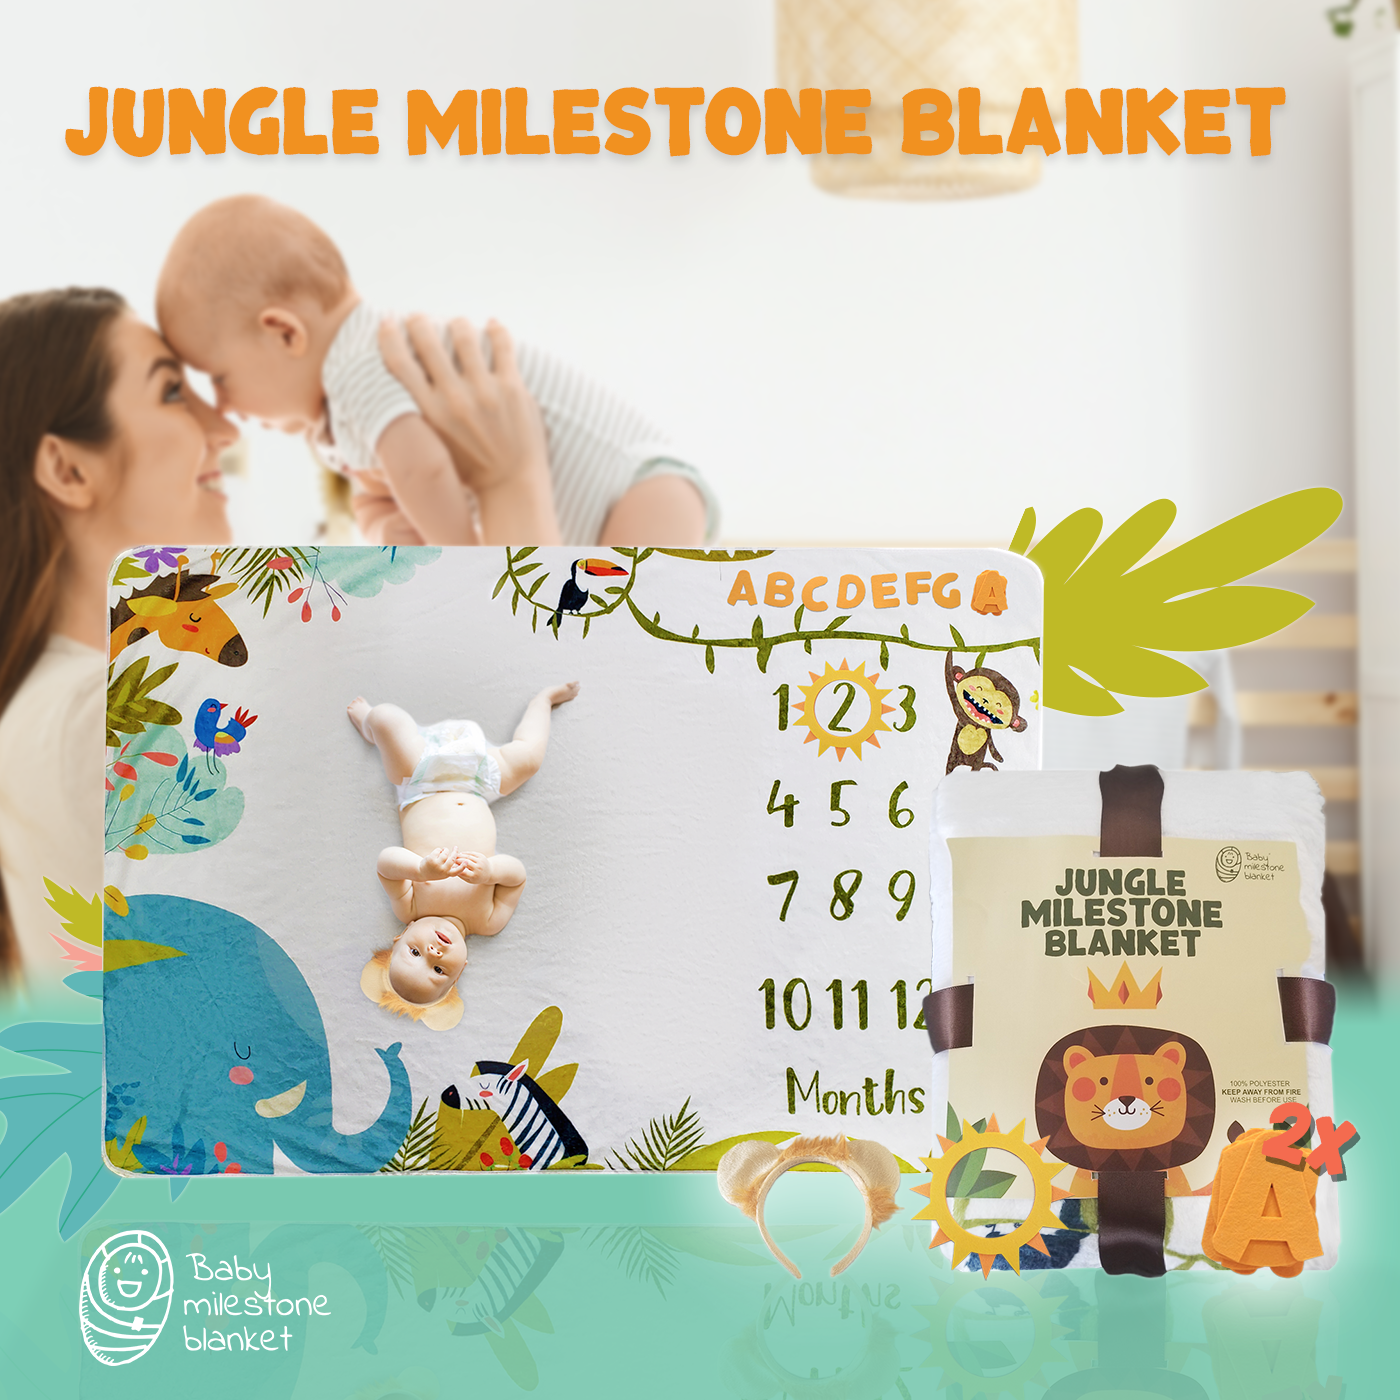 JUNGLE MILESTONE BLANKET
ABCDEFG A
1 2 3
4 5 6
7 8 9
10 11 12
Months
Baby
milestone
blanket
JUNGLE
MILESTONE
BLANKET
100% POLYESTER
KEEP AWAY FROM FIRE
WASH BEFORE USE
2x
A
Baby
milestone
blanket